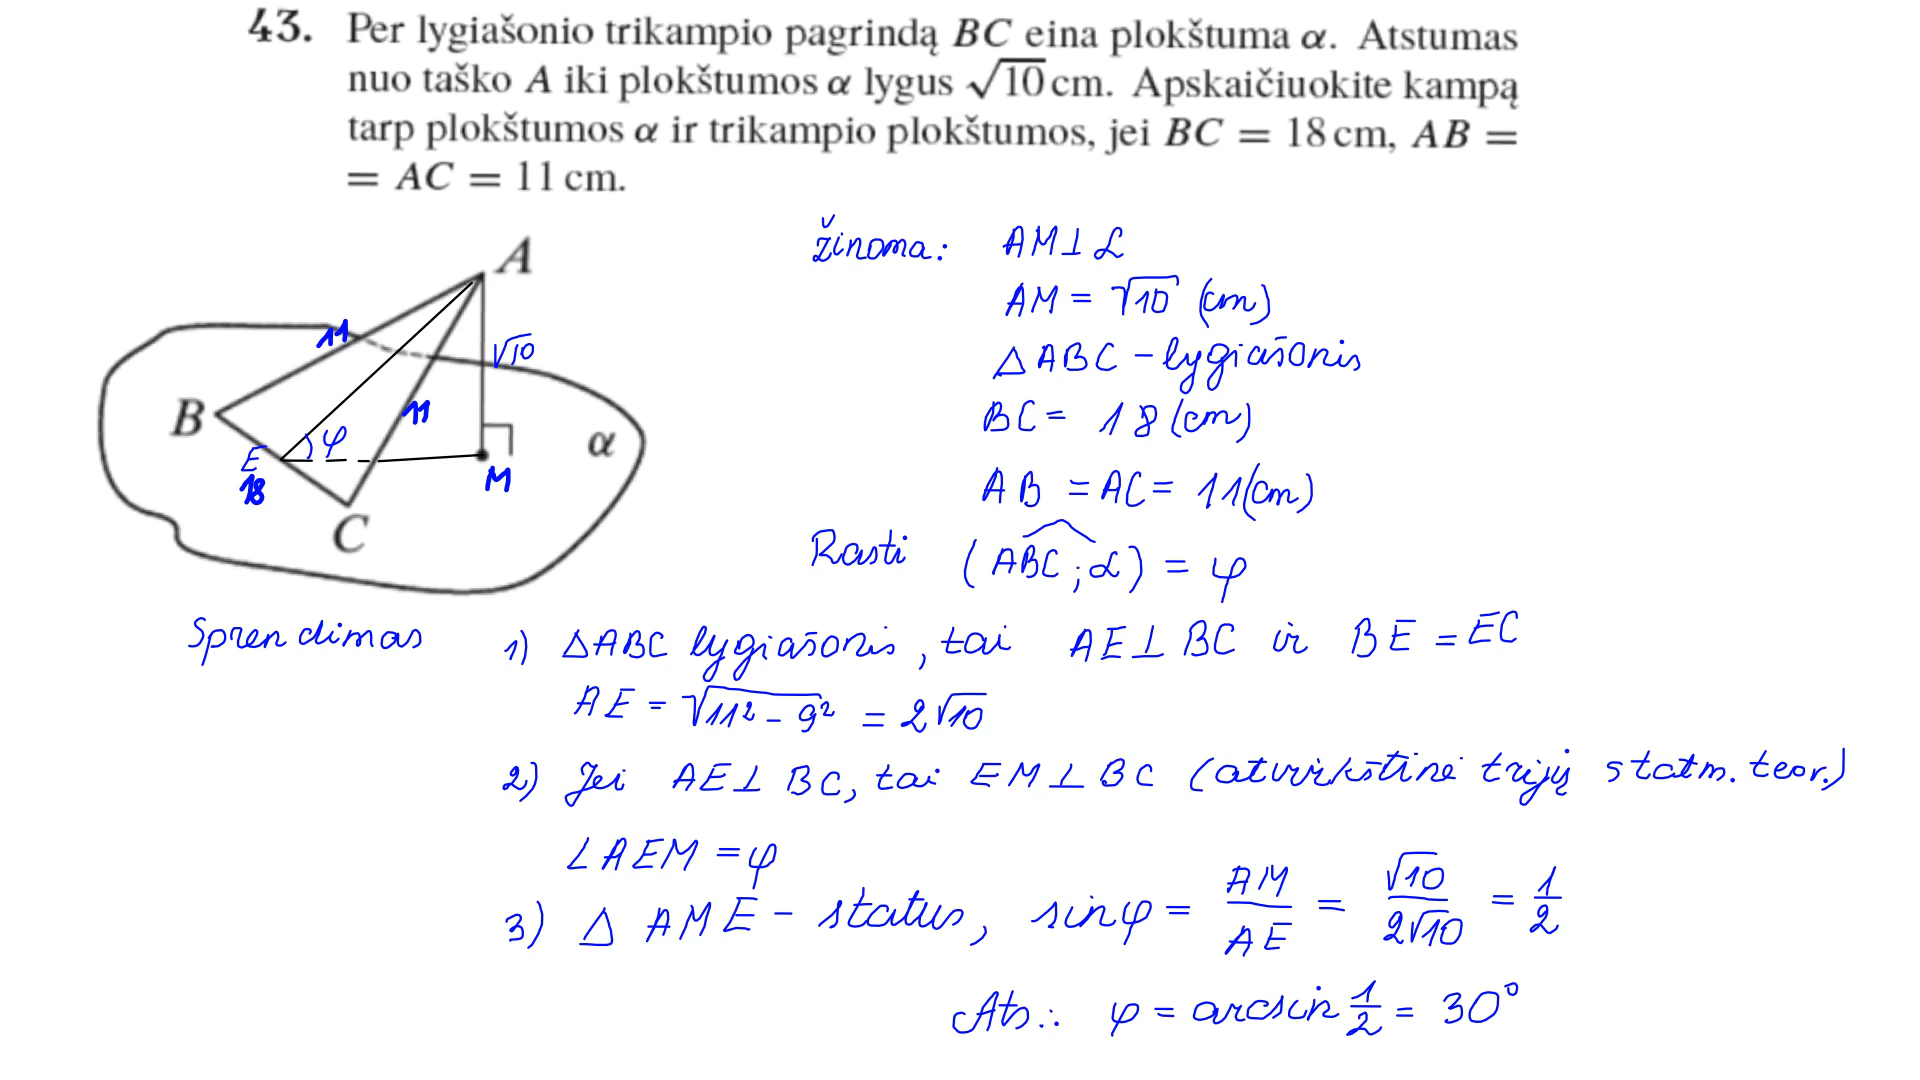 43. Per lygiašonio trikampio pagrindą BC eina plokštuma α. Atstumas
nuo taško A iki plokštumos α lygus √10 cm. Apskaičiuokite kampą
tarp plokštumos α ir trikampio plokštumos, jei BC = 18 cm, AB =
= AC = 11 cm.
A
11
√10
B
11
φ
α
E
M
18
C
Žinoma: AM⊥α
AM = √10 (cm)
△ABC – lygiašonis
BC = 18 (cm)
AB = AC = 11 (cm)
Rasti (ABC; α) = φ
Sprendimas 1) △ABC lygiašonis, tai AE⊥BC ir BE = EC
AE = √11² - 9² = 2√10
2) Jei AE⊥BC, tai EM⊥BC (atvirkštinė trijų statm. teor.)
∠AEM = φ
3) △ AME – status, sinφ = AM/AE = √10/2√10 = 1/2
Ats.: φ = arcsin 1/2 = 30°